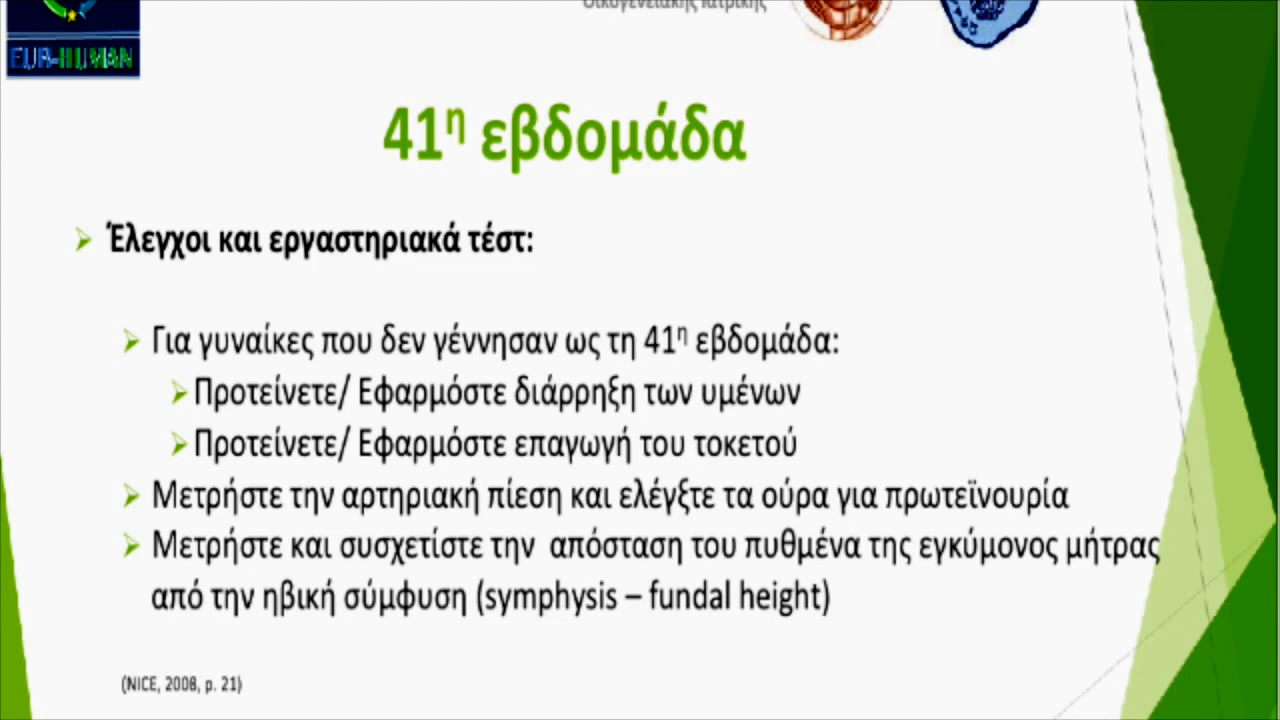 Οικογενειακής Ιατρικής
EUR-HUMAN
41η εβδομάδα
Έλεγχοι και εργαστηριακά τέστ:
Για γυναίκες που δεν γέννησαν ως τη 41η εβδομάδα:
Προτείνετε/ Εφαρμόστε διάρρηξη των υμένων
Προτείνετε/ Εφαρμόστε επαγωγή του τοκετού
Μετρήστε την αρτηριακή πίεση και ελέγξτε τα ούρα για πρωτεϊνουρία
Μετρήστε και συσχετίστε την απόσταση του πυθμένα της εγκύμονος μήτρας
από την ηβική σύμφυση (symphysis – fundal height)
(NICE, 2008, p. 21)